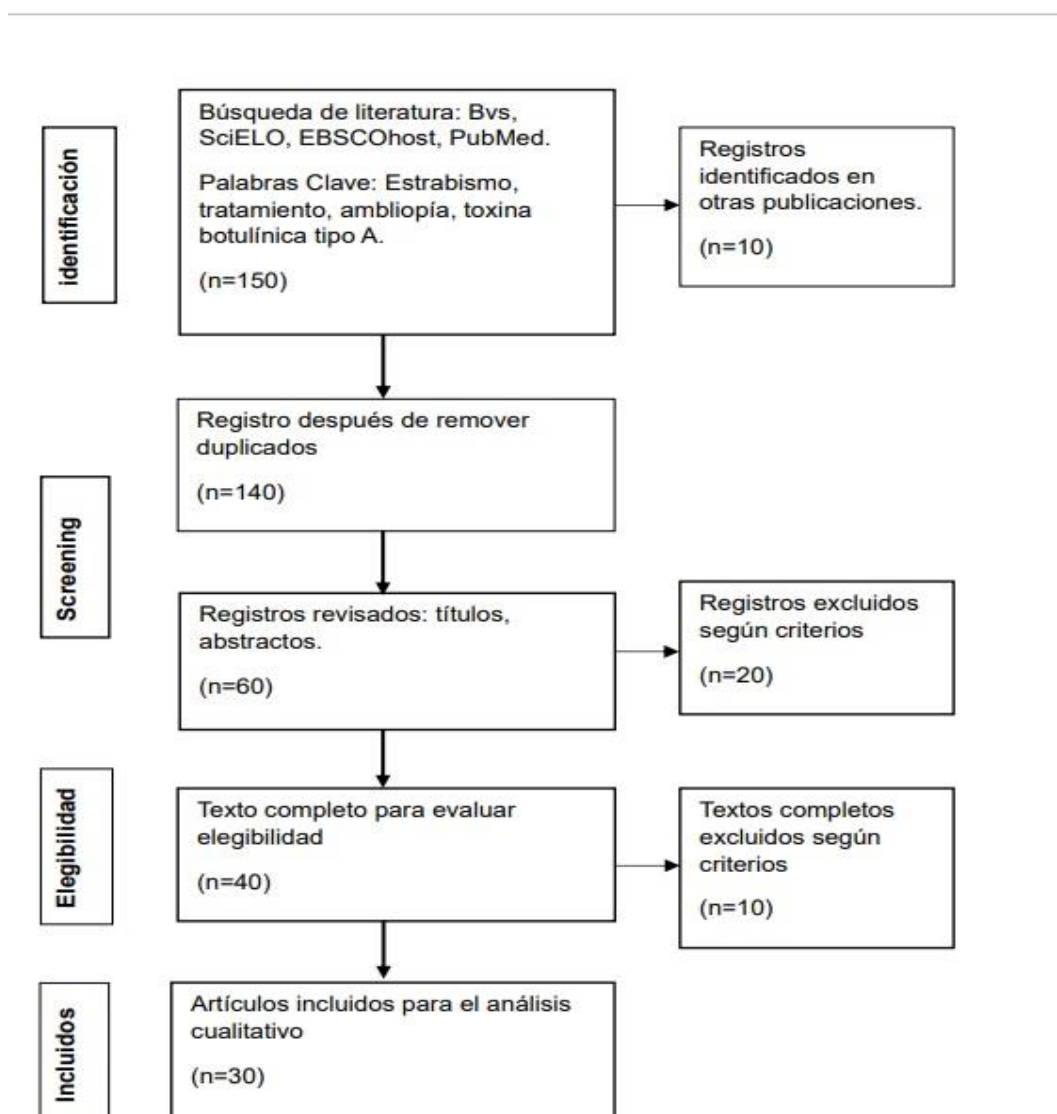 identificación
Búsqueda de literatura: Bvs,
SciELO, EBSCOhost, PubMed.
Palabras Clave: Estrabismo,
tratamiento, ambliopía, toxina
botulínica tipo A.
(n=150)
Registros
identificados en
otras publicaciones.
(n=10)
Screening
Registro después de remover
duplicados
(n=140)
Registros revisados: títulos,
abstractos.
(n=60)
Registros excluidos
según criterios
(n=20)
Elegibilidad
Texto completo para evaluar
elegibilidad
(n=40)
Textos completos
excluidos según
criterios
(n=10)
Incluidos
Artículos incluidos para el análisis
cualitativo
(n=30)